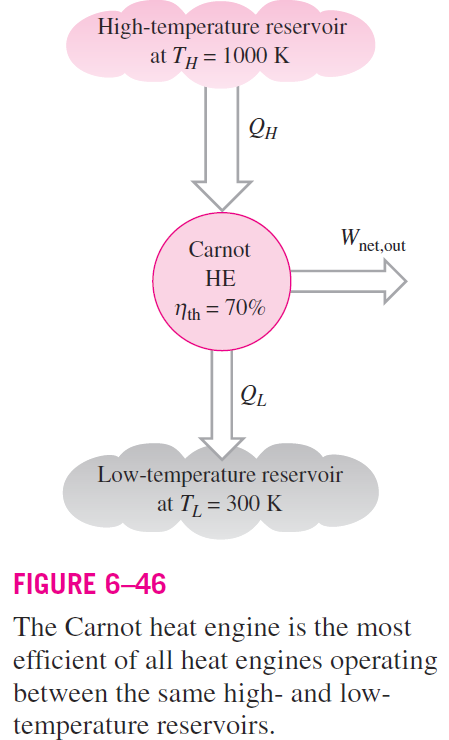 High-temperature reservoir
at T_H = 1000 K
Q_H
Carnot
HE
η_th = 70%
W_net,out
Q_L
Low-temperature reservoir
at T_L = 300 K
FIGURE 6–46
The Carnot heat engine is the most
efficient of all heat engines operating
between the same high- and low-
temperature reservoirs.